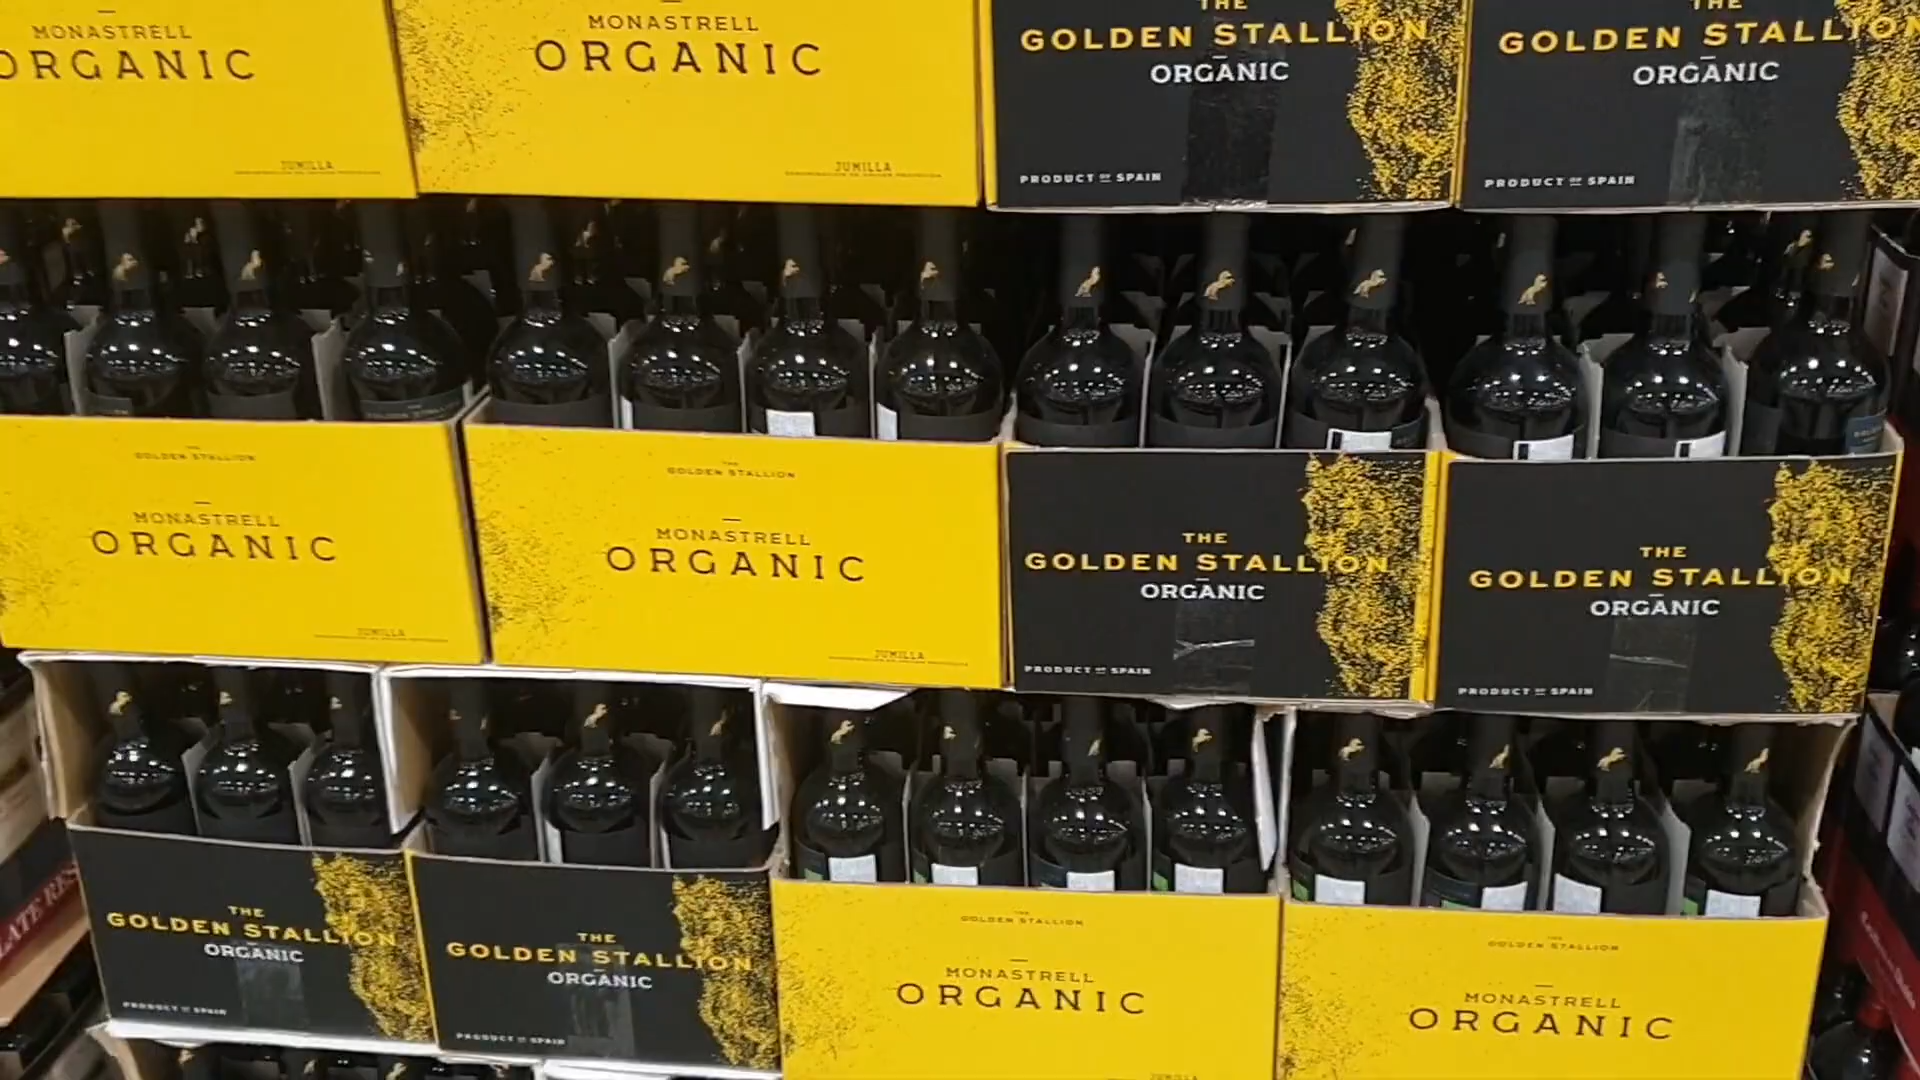 MONASTRELL
ORGANIC
JUMILLA
MONASTRELL
ORGANIC
JUMILLA
THE
GOLDEN STALLION
ORGANIC
PRODUCT OF SPAIN
THE
GOLDEN STALLION
ORGANIC
PRODUCT OF SPAIN
THE
GOLDEN STALLION
MONASTRELL
ORGANIC
JUMILLA
THE
GOLDEN STALLION
MONASTRELL
ORGANIC
JUMILLA
THE
GOLDEN STALLION
ORGANIC
PRODUCT OF SPAIN
THE
GOLDEN STALLION
ORGANIC
PRODUCT OF SPAIN
THE
GOLDEN STALLION
ORGANIC
PRODUCT OF SPAIN
THE
GOLDEN STALLION
ORGANIC
PRODUCT OF SPAIN
THE
GOLDEN STALLION
MONASTRELL
ORGANIC
JUMILLA
THE
GOLDEN STALLION
MONASTRELL
ORGANIC